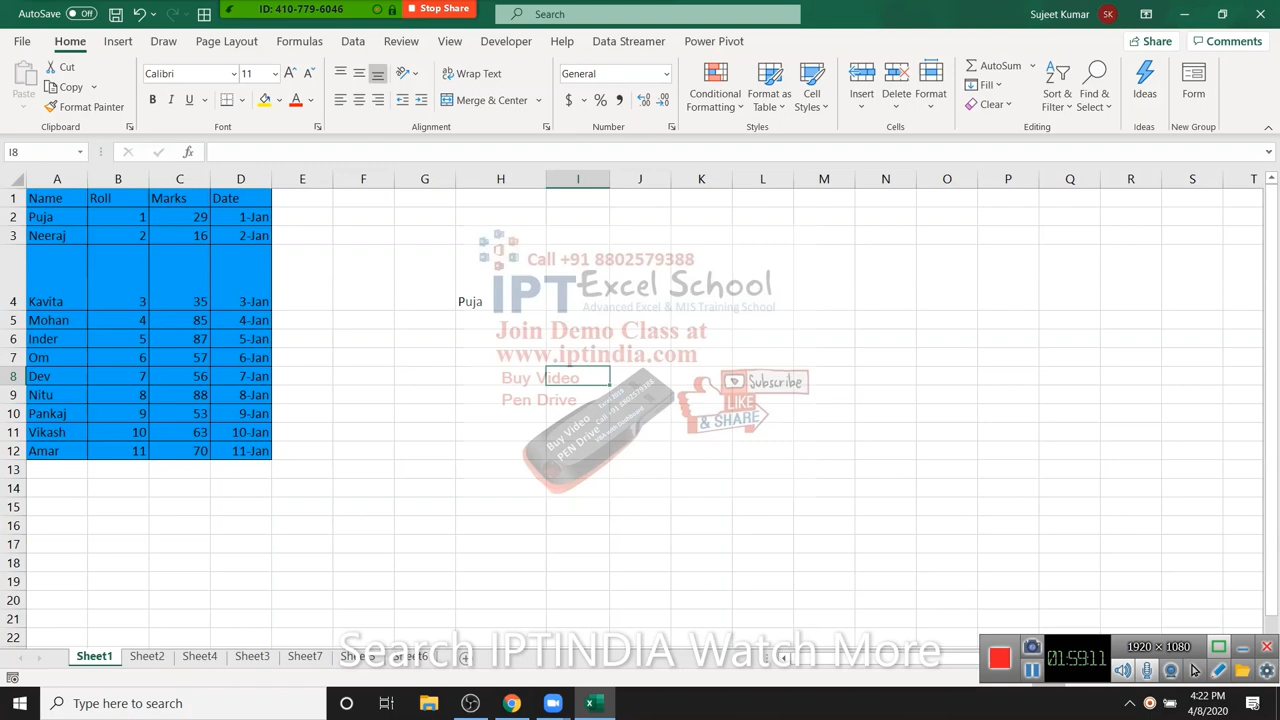 AutoSave Off
ID: 410-779-6046
Stop Share
Search
Sujeet Kumar
SK
File Home Insert Draw Page Layout Formulas Data Review View Developer Help Data Streamer Power Pivot
Share
Comments
Paste
Cut
Copy
Format Painter
Clipboard
Calibri
11
B I U
Font
Wrap Text
Merge & Center
Alignment
General
$ % ,
Number
Conditional Formatting
Format as Table
Cell Styles
Styles
Insert
Delete
Format
Cells
AutoSum
Fill
Clear
Sort & Filter
Find & Select
Editing
Ideas
Ideas
Form
New Group
I8
fx
A B C D E F G H I J K L M N O P Q R S T
1 Name Roll Marks Date
2 Puja 1 29 1-Jan
3 Neeraj 2 16 2-Jan
4 Kavita 3 35 3-Jan Puja
5 Mohan 4 85 4-Jan
6 Inder 5 87 5-Jan
7 Om 6 57 6-Jan
8 Dev 7 56 7-Jan
9 Nitu 8 88 8-Jan
10 Pankaj 9 53 9-Jan
11 Vikash 10 63 10-Jan
12 Amar 11 70 11-Jan
13
14
15
16
17
18
19
20
21
22
Call +91 8802579388
IPT Excel School
Advanced Excel & MIS Training School
Join Demo Class at
www.iptindia.com
Buy Video
Pen Drive
Buy Video
PEN Drive
Call +91 8802579388
Subscribe
LIKE
& SHARE
Search IPTINDIA Watch More
Sheet1 Sheet2 Sheet4 Sheet3 Sheet7 Sheet6
01:59:11
1920 × 1080
Type here to search
4:22 PM
4/8/2020